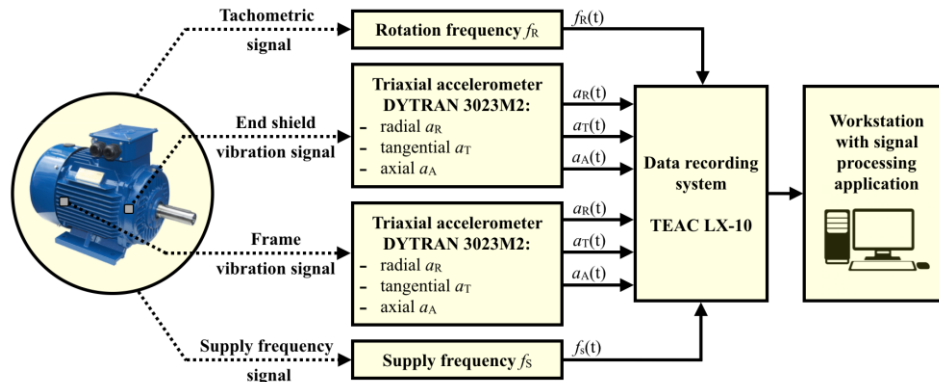 Tachometric
signal
Rotation frequency fR
fR(t)
End shield
vibration signal
Triaxial accelerometer
DYTRAN 3023M2:
- radial aR
- tangential aT
- axial aA
aR(t)
aT(t)
aA(t)
Frame
vibration signal
Triaxial accelerometer
DYTRAN 3023M2:
- radial aR
- tangential aT
- axial aA
aR(t)
aT(t)
aA(t)
Supply frequency
signal
Supply frequency fS
fs(t)
Data recording
system
TEAC LX-10
Workstation
with signal
processing
application